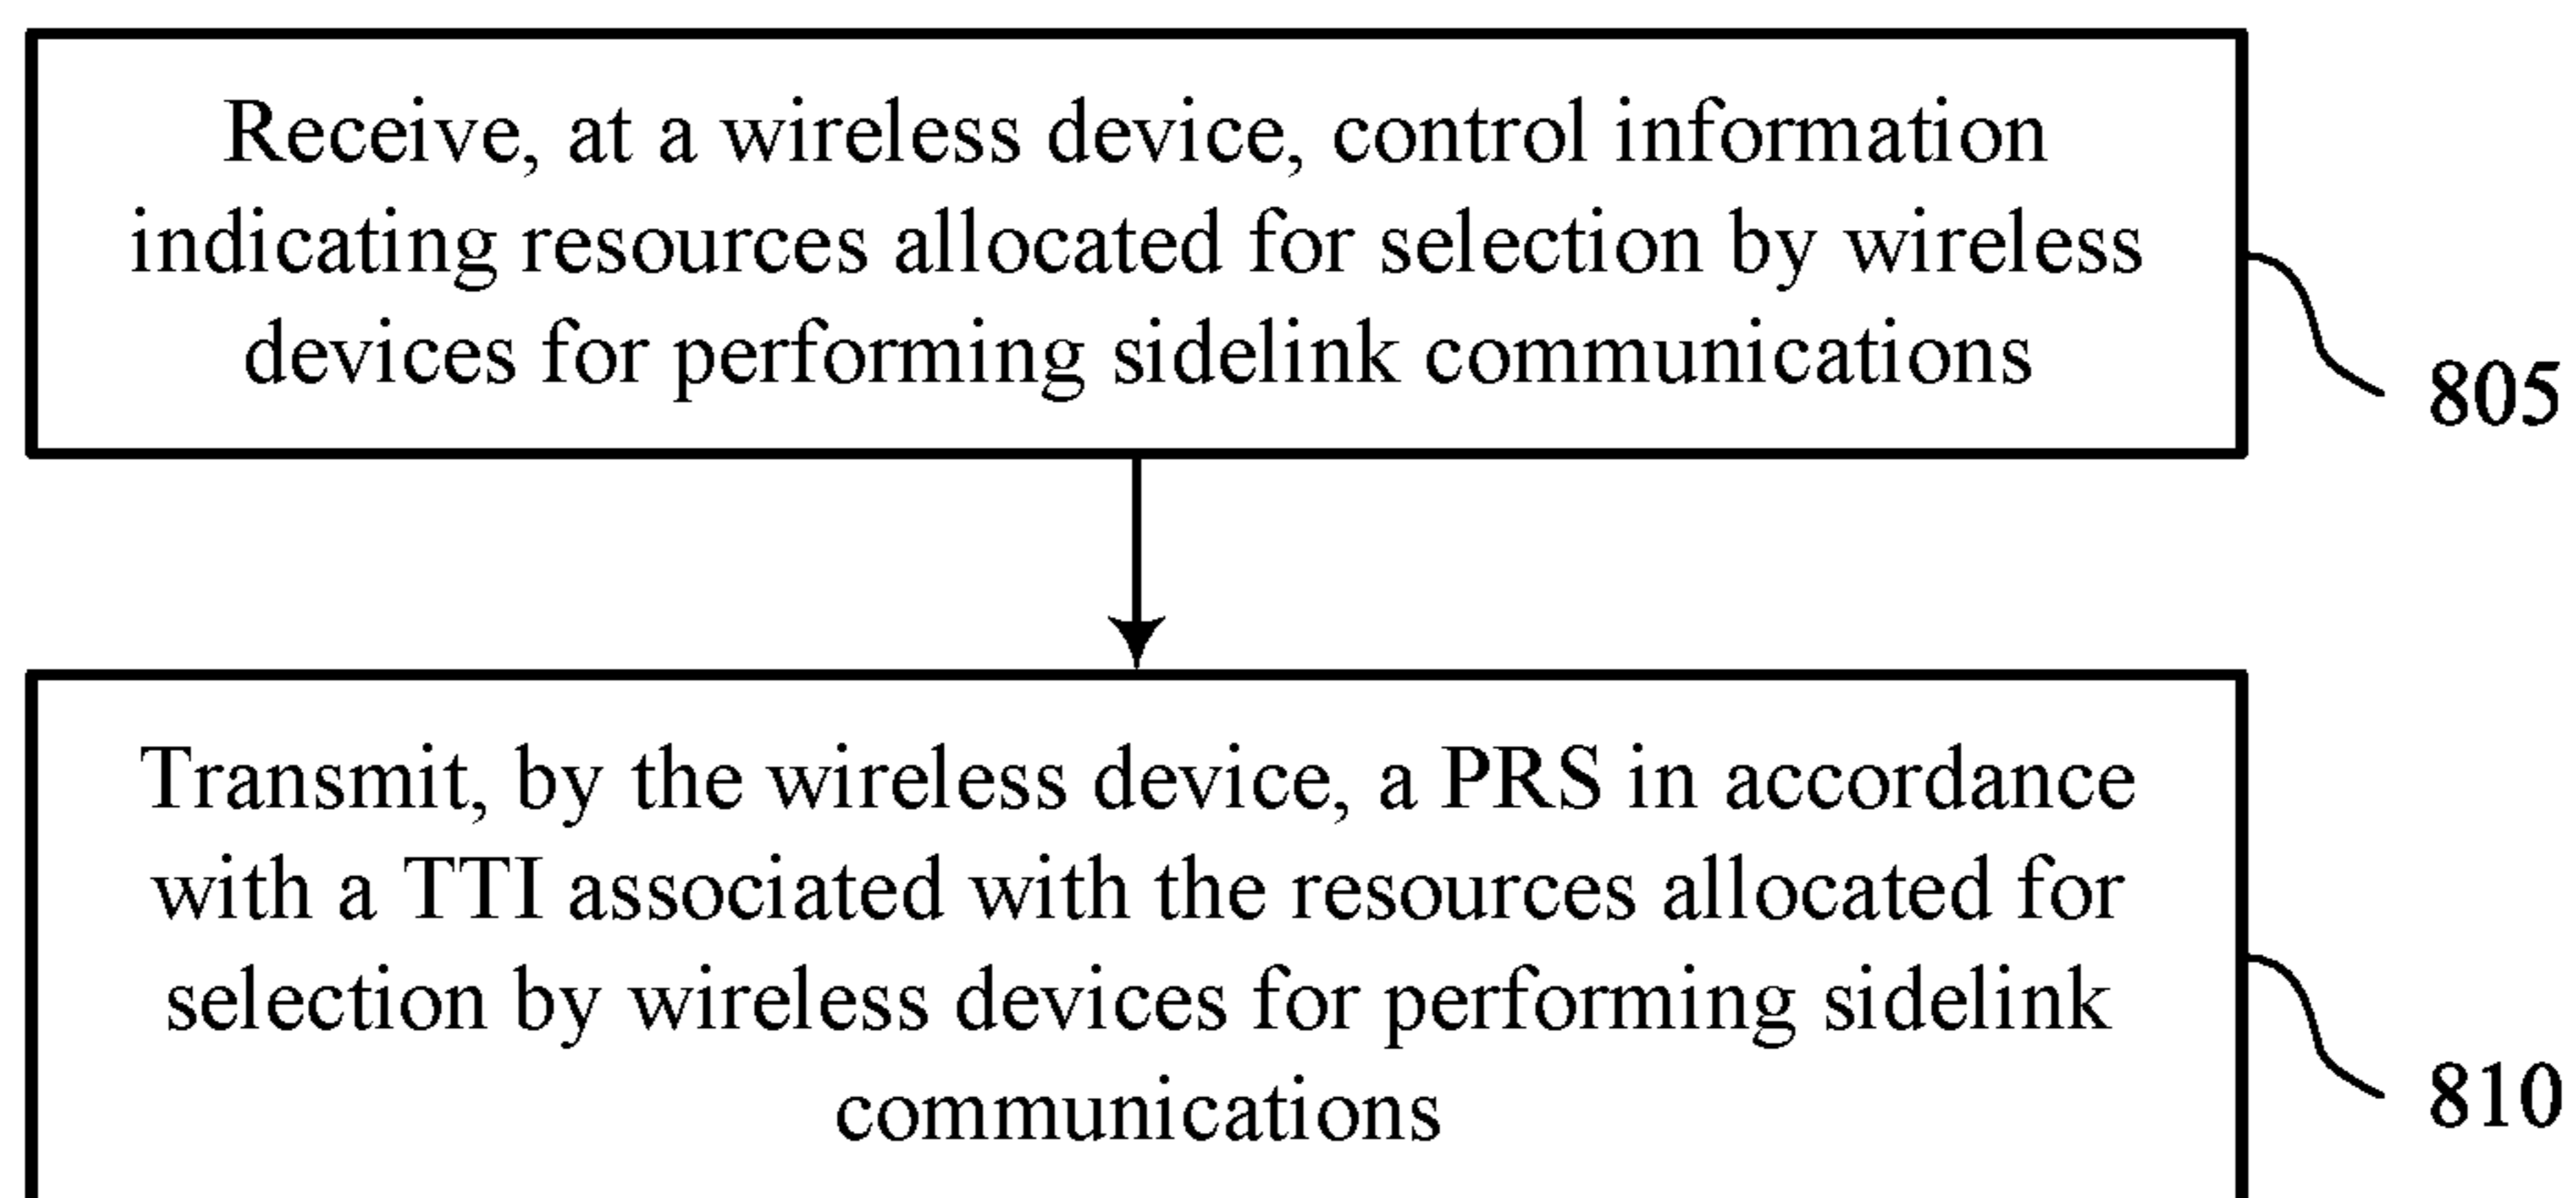 Receive, at a wireless device, control information
indicating resources allocated for selection by wireless
devices for performing sidelink communications
805
Transmit, by the wireless device, a PRS in accordance
with a TTI associated with the resources allocated for
selection by wireless devices for performing sidelink
communications
810